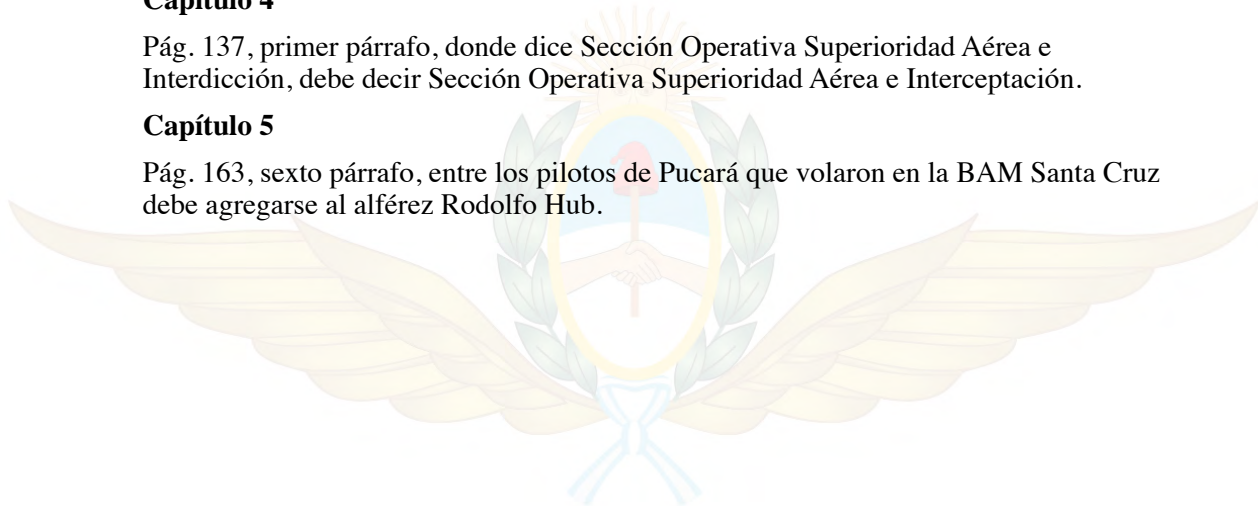 Capítulo 4
Pág. 137, primer párrafo, donde dice Sección Operativa Superioridad Aérea e
Interdicción, debe decir Sección Operativa Superioridad Aérea e Interceptación.
Capítulo 5
Pág. 163, sexto párrafo, entre los pilotos de Pucará que volaron en la BAM Santa Cruz
debe agregarse al alférez Rodolfo Hub.